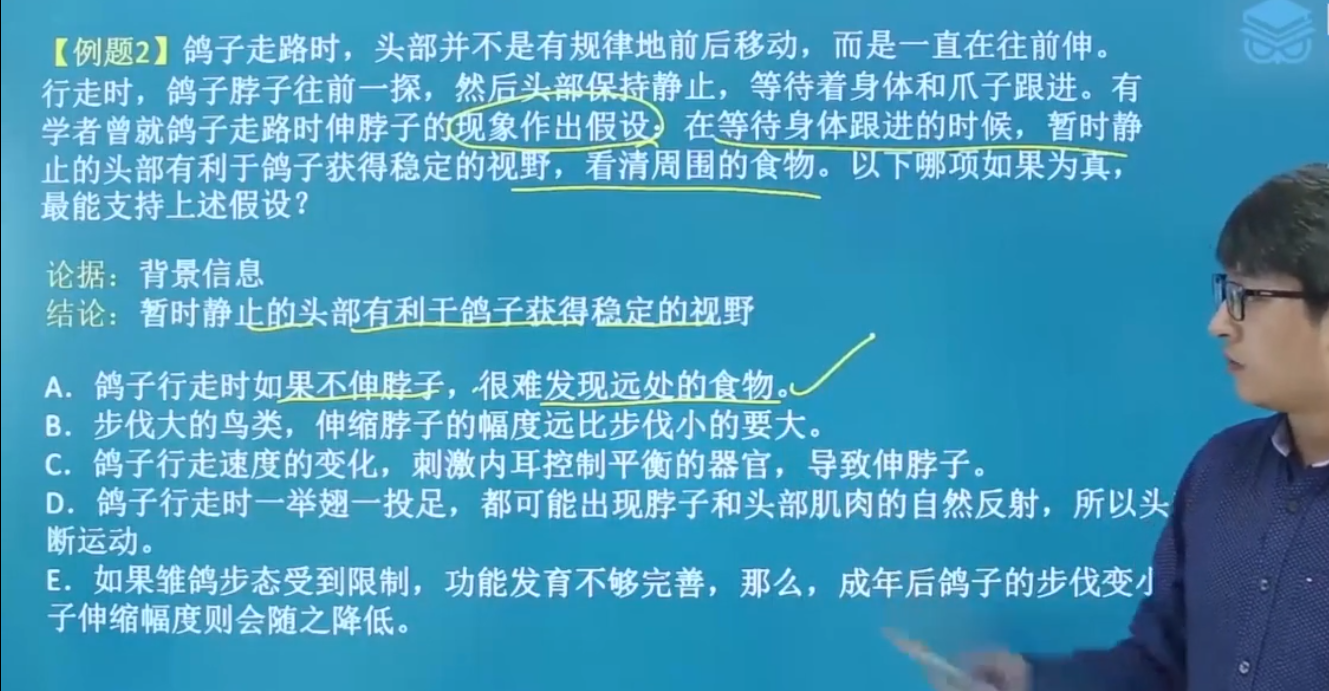 【例题2】鸽子走路时，头部并不是有规律地前后移动，而是一直在往前伸。
行走时，鸽子脖子往前一探，然后头部保持静止，等待着身体和爪子跟进。有
学者曾就鸽子走路时伸脖子的现象作出假设：在等待身体跟进的时候，暂时静
止的头部有利于鸽子获得稳定的视野，看清周围的食物。以下哪项如果为真，
最能支持上述假设？
论据：背景信息
结论：暂时静止的头部有利于鸽子获得稳定的视野
A．鸽子行走时如果不伸脖子，很难发现远处的食物。
B．步伐大的鸟类，伸缩脖子的幅度远比步伐小的要大。
C．鸽子行走速度的变化，刺激内耳控制平衡的器官，导致伸脖子。
D．鸽子行走时一举翅一投足，都可能出现脖子和头部肌肉的自然反射，所以头
断运动。
E．如果雏鸽步态受到限制，功能发育不够完善，那么，成年后鸽子的步伐变小
子伸缩幅度则会随之降低。